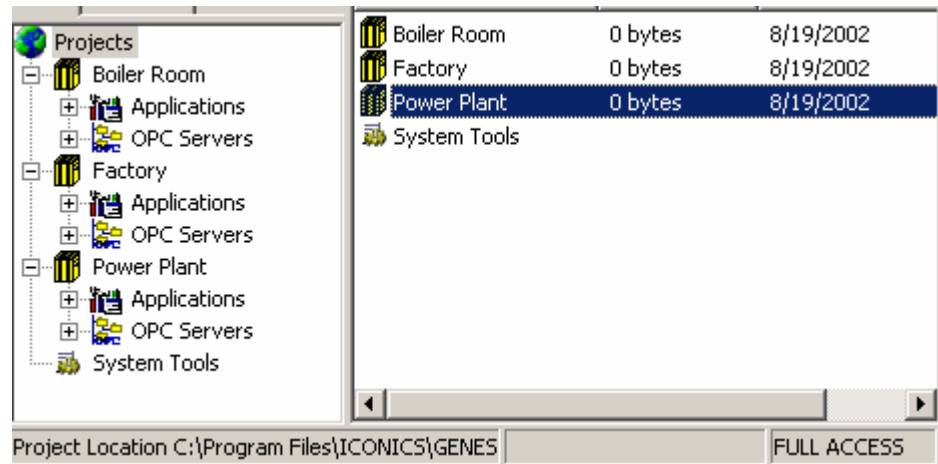 Projects
Boiler Room
Applications
OPC Servers
Factory
Applications
OPC Servers
Power Plant
Applications
OPC Servers
System Tools
Boiler Room 0 bytes 8/19/2002
Factory 0 bytes 8/19/2002
Power Plant 0 bytes 8/19/2002
System Tools
Project Location C:\Program Files\ICONICS\GENES
FULL ACCESS